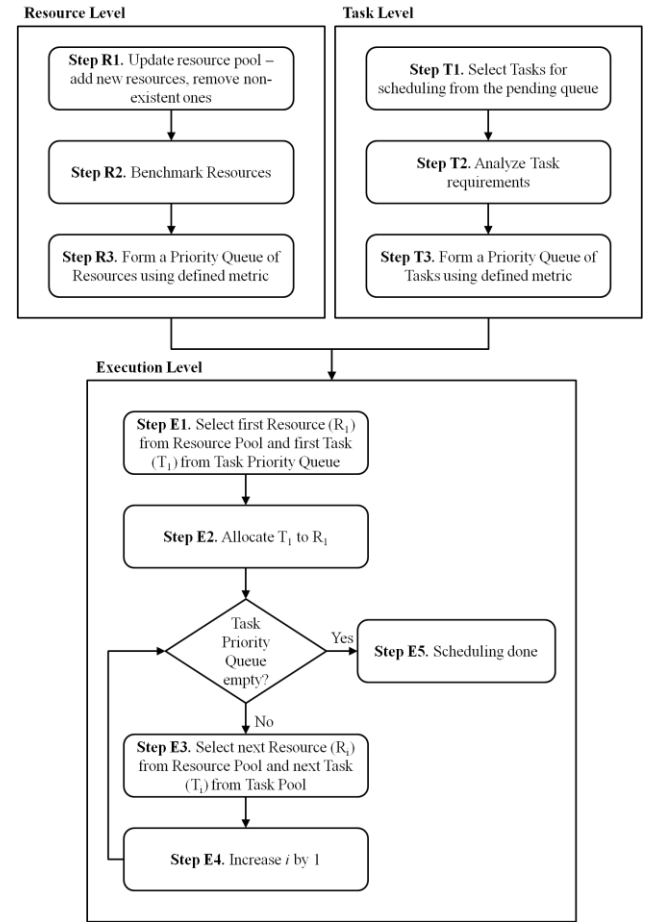 Resource Level
Step R1. Update resource pool –
add new resources, remove non-
existent ones
Step R2. Benchmark Resources
Step R3. Form a Priority Queue of
Resources using defined metric
Task Level
Step T1. Select Tasks for
scheduling from the pending queue
Step T2. Analyze Task
requirements
Step T3. Form a Priority Queue of
Tasks using defined metric
Execution Level
Step E1. Select first Resource (R₁)
from Resource Pool and first Task
(T₁) from Task Priority Queue
Step E2. Allocate T₁ to R₁
Task
Priority
Queue
empty?
Yes
Step E5. Scheduling done
No
Step E3. Select next Resource (Rᵢ)
from Resource Pool and next Task
(Tᵢ) from Task Pool
Step E4. Increase i by 1